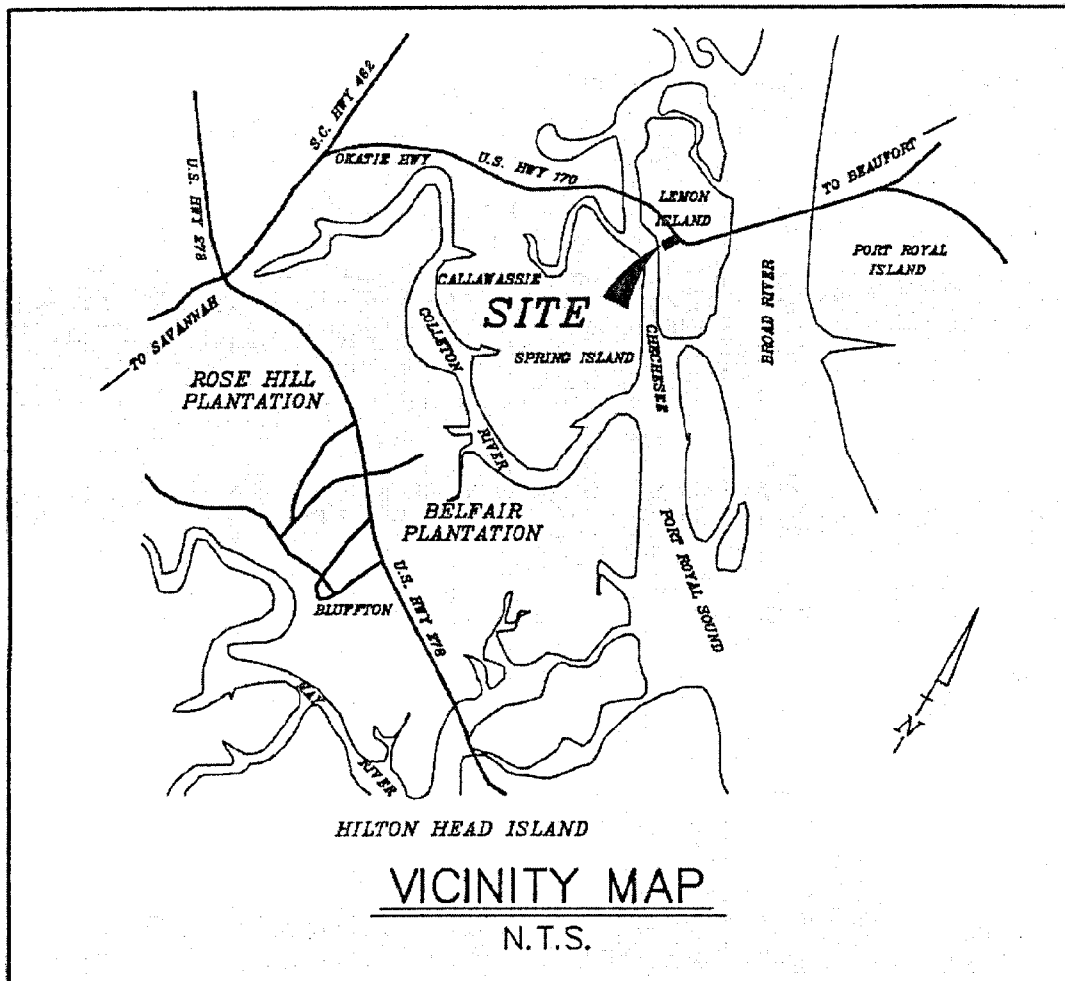 S.C. HWY 462
U.S. HWY 278
OKATIE HWY
U.S. HWY 170
LEMON
ISLAND
TO BEAUFORT
PORT ROYAL
ISLAND
CALLAWASSIE
SITE
SPRING ISLAND
COLLETON
RIVER
CHECHESEE
BROAD RIVER
TO SAVANNAH
ROSE HILL
PLANTATION
BELFAIR
PLANTATION
PORT ROYAL SOUND
BLUFFTON
U.S. HWY 278
MAY
RIVER
N
HILTON HEAD ISLAND
VICINITY MAP
N.T.S.